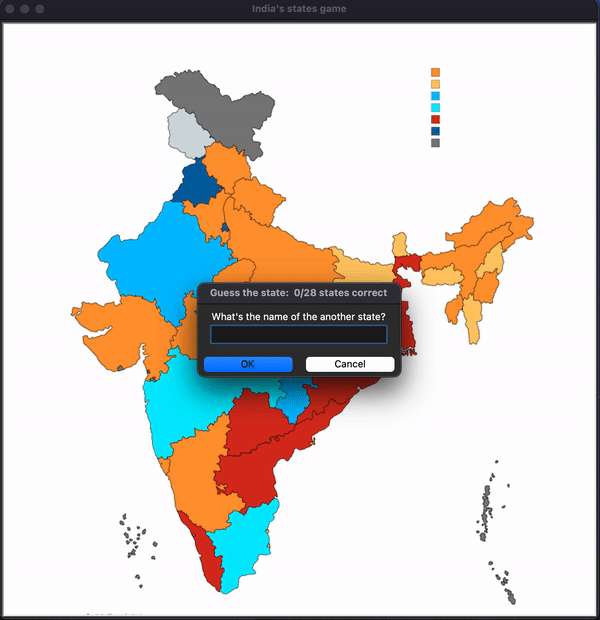 India's states game
Guess the state: 0/28 states correct
What's the name of the another state?
OK
Cancel